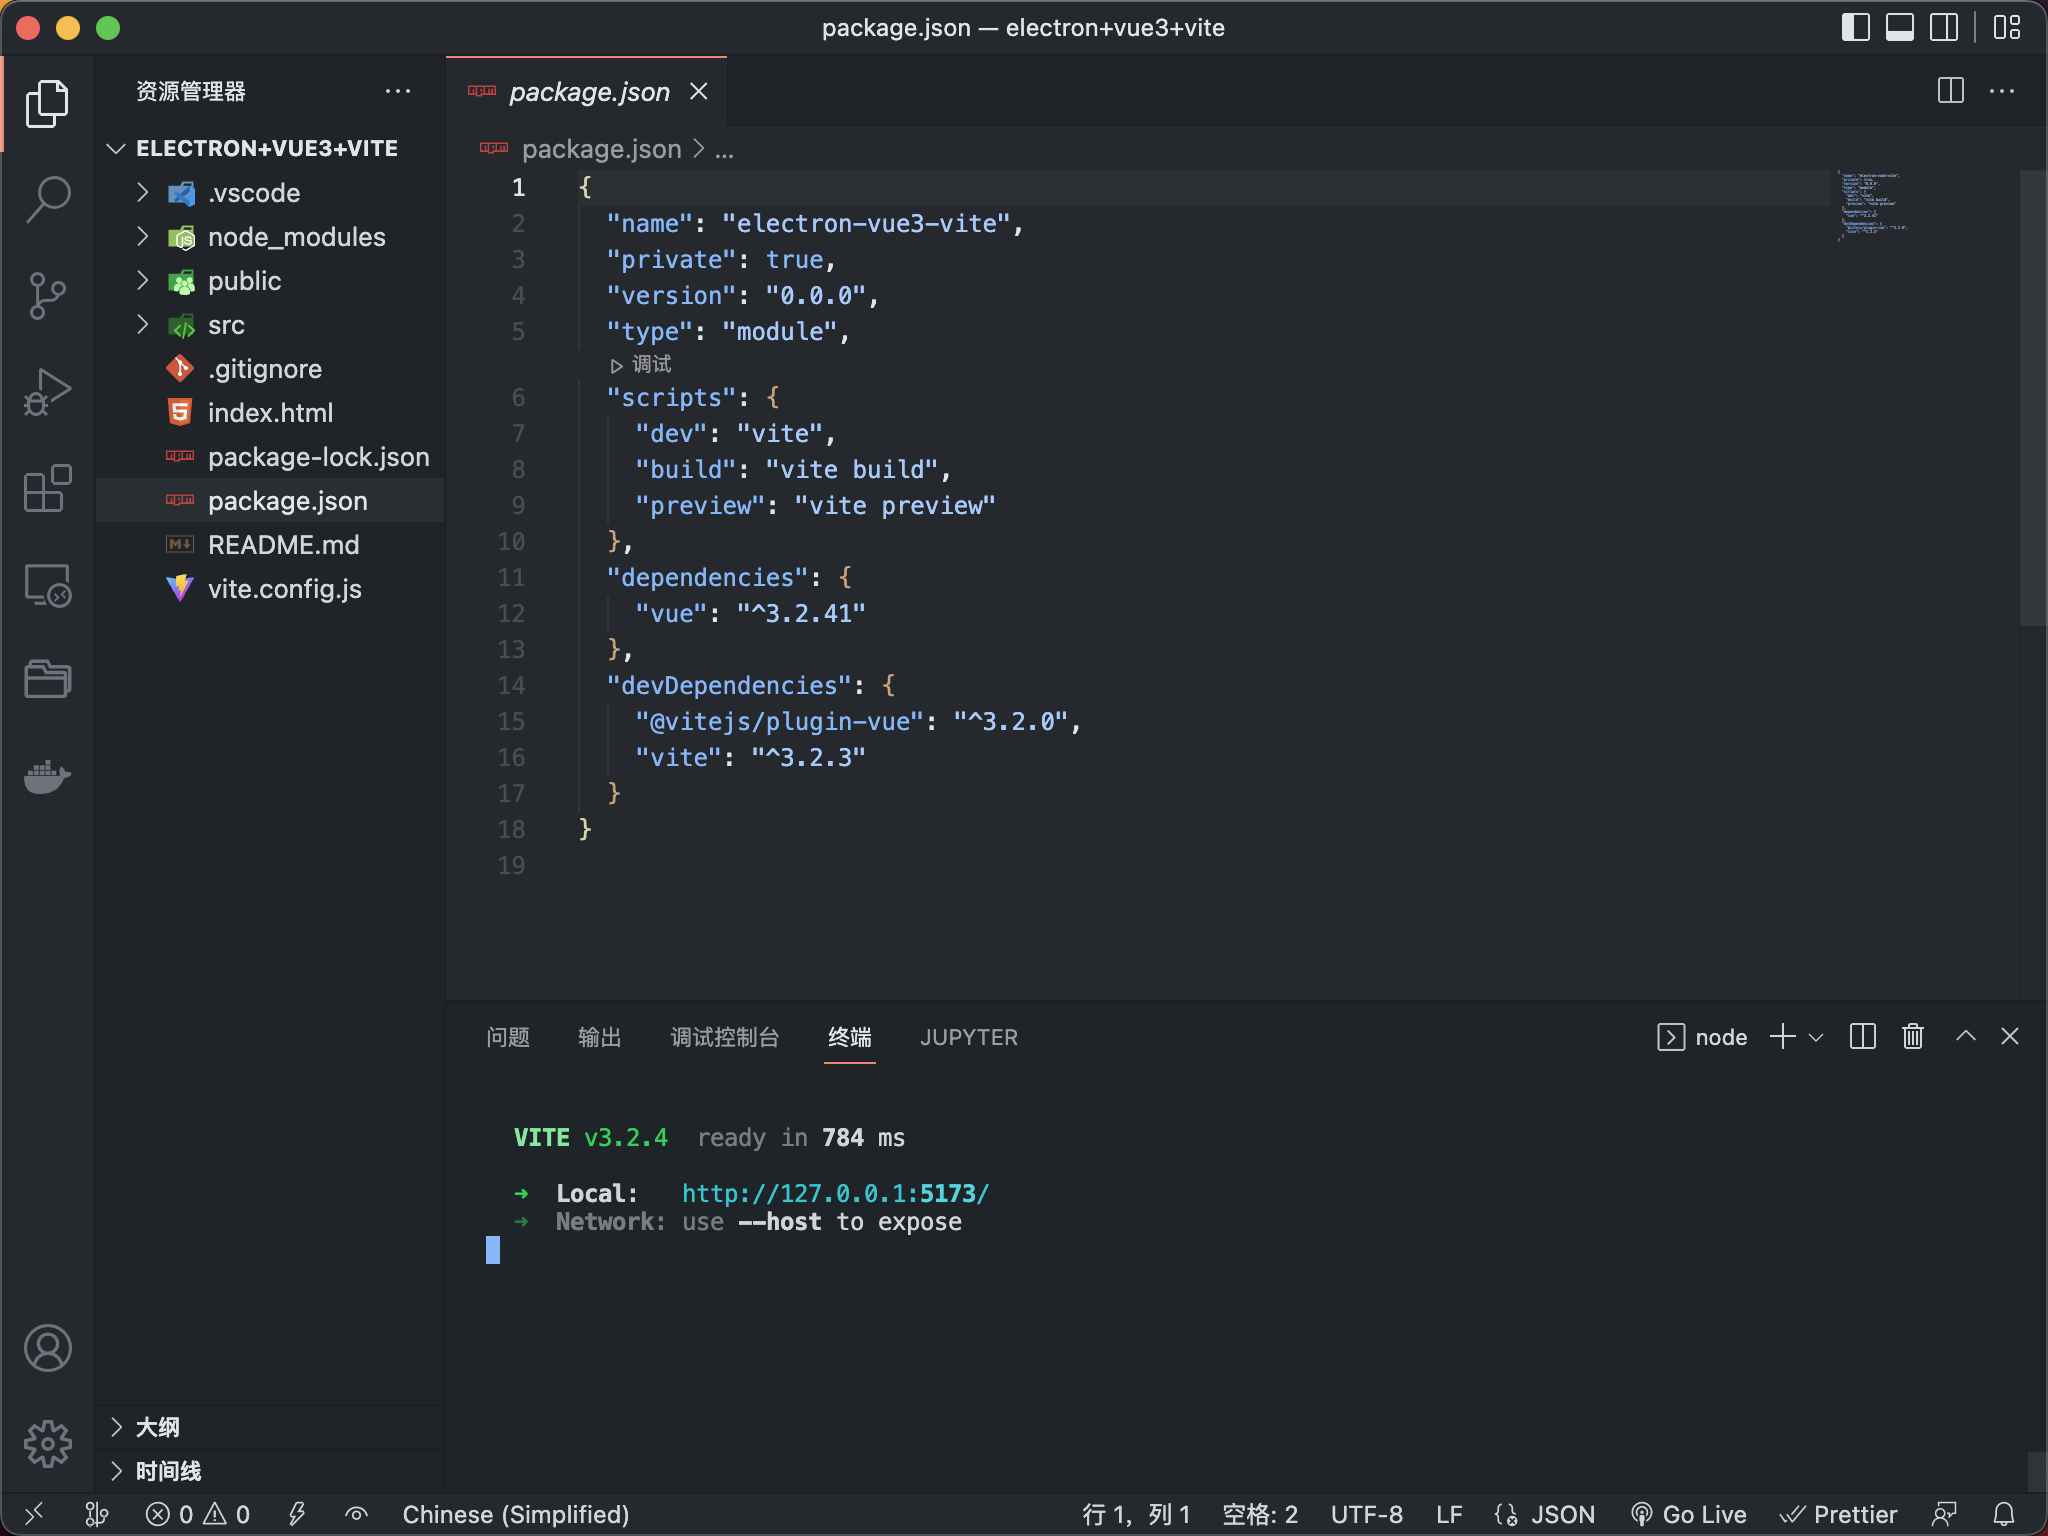 package.json — electron+vue3+vite
资源管理器
ELECTRON+VUE3+VITE
.vscode
node_modules
public
src
.gitignore
index.html
package-lock.json
package.json
README.md
vite.config.js
大纲
时间线
package.json
package.json > ...
1 {
2 "name": "electron-vue3-vite",
3 "private": true,
4 "version": "0.0.0",
5 "type": "module",
调试
6 "scripts": {
7 "dev": "vite",
8 "build": "vite build",
9 "preview": "vite preview"
10 },
11 "dependencies": {
12 "vue": "^3.2.41"
13 },
14 "devDependencies": {
15 "@vitejs/plugin-vue": "^3.2.0",
16 "vite": "^3.2.3"
17 }
18 }
19
问题 输出 调试控制台 终端 JUPYTER node
VITE v3.2.4 ready in 784 ms
➜ Local: http://127.0.0.1:5173/
➜ Network: use --host to expose
0 0 Chinese (Simplified) 行 1，列 1 空格: 2 UTF-8 LF JSON Go Live Prettier